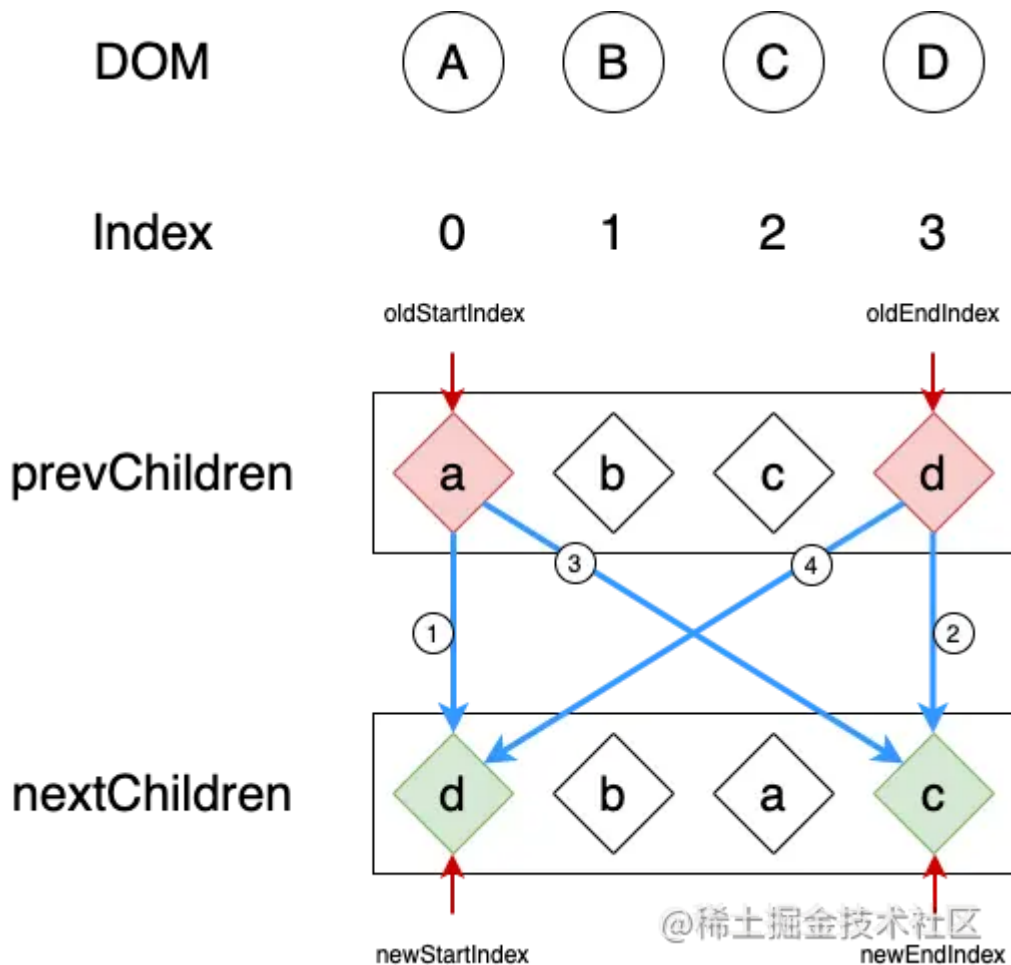 DOM A B C D
Index 0 1 2 3
oldStartIndex oldEndIndex
prevChildren a b c d
3 4
1 2
nextChildren d b a c
@稀土掘金技术社区
newStartIndex newEndIndex